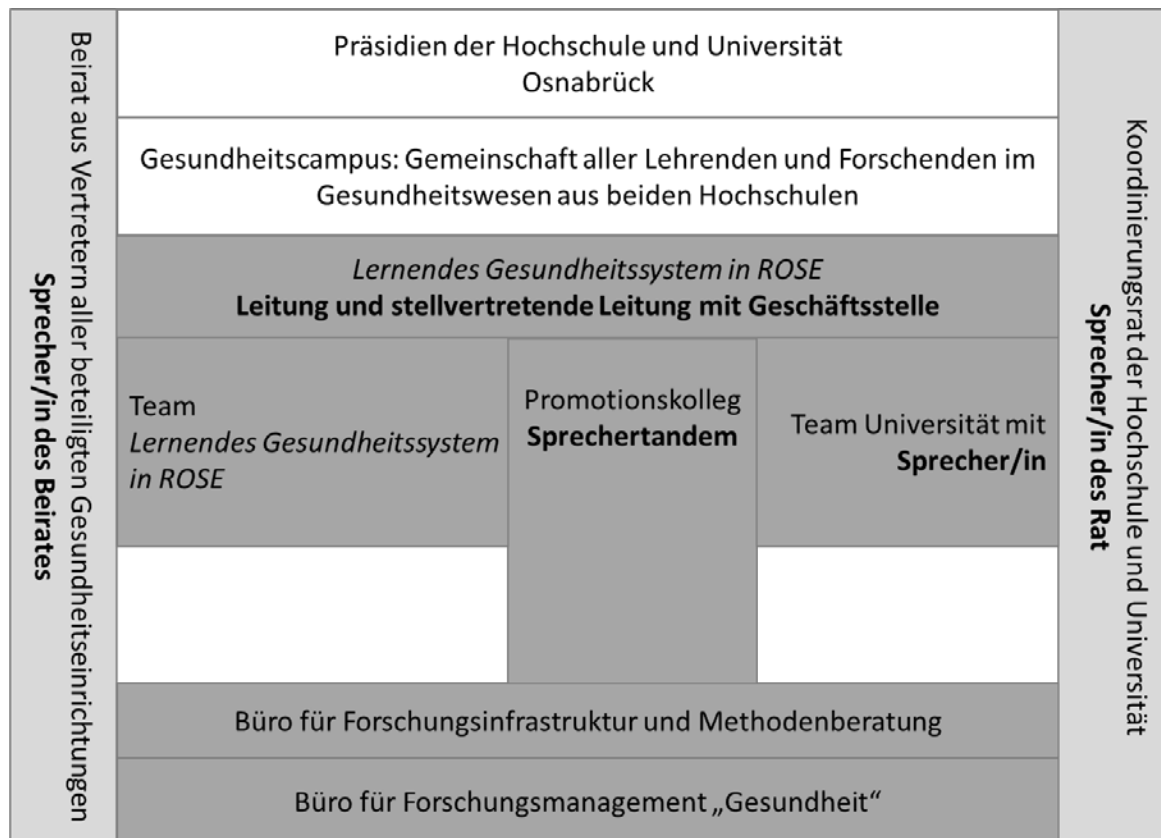 Beirat aus Vertretern aller beteiligten Gesundheitseinrichtungen
Sprecher/in des Beirates
Präsidien der Hochschule und Universität
Osnabrück
Gesundheitscampus: Gemeinschaft aller Lehrenden und Forschenden im
Gesundheitswesen aus beiden Hochschulen
Lernendes Gesundheitssystem in ROSE
Leitung und stellvertretende Leitung mit Geschäftsstelle
Team
Lernendes Gesundheitssystem
in ROSE
Promotionskolleg
Sprechertandem
Team Universität mit
Sprecher/in
Büro für Forschungsinfrastruktur und Methodenberatung
Büro für Forschungsmanagement „Gesundheit“
Koordinierungsrat der Hochschule und Universität
Sprecher/in des Rat